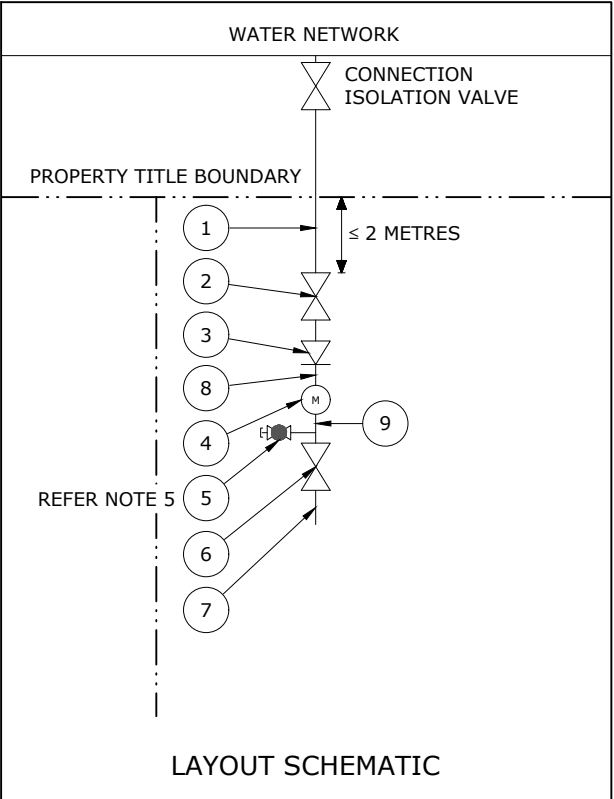 WATER NETWORK
CONNECTION
ISOLATION VALVE
PROPERTY TITLE BOUNDARY
1
≤ 2 METRES
2
3
8
M
4
9
REFER NOTE 5
5
6
7
LAYOUT SCHEMATIC